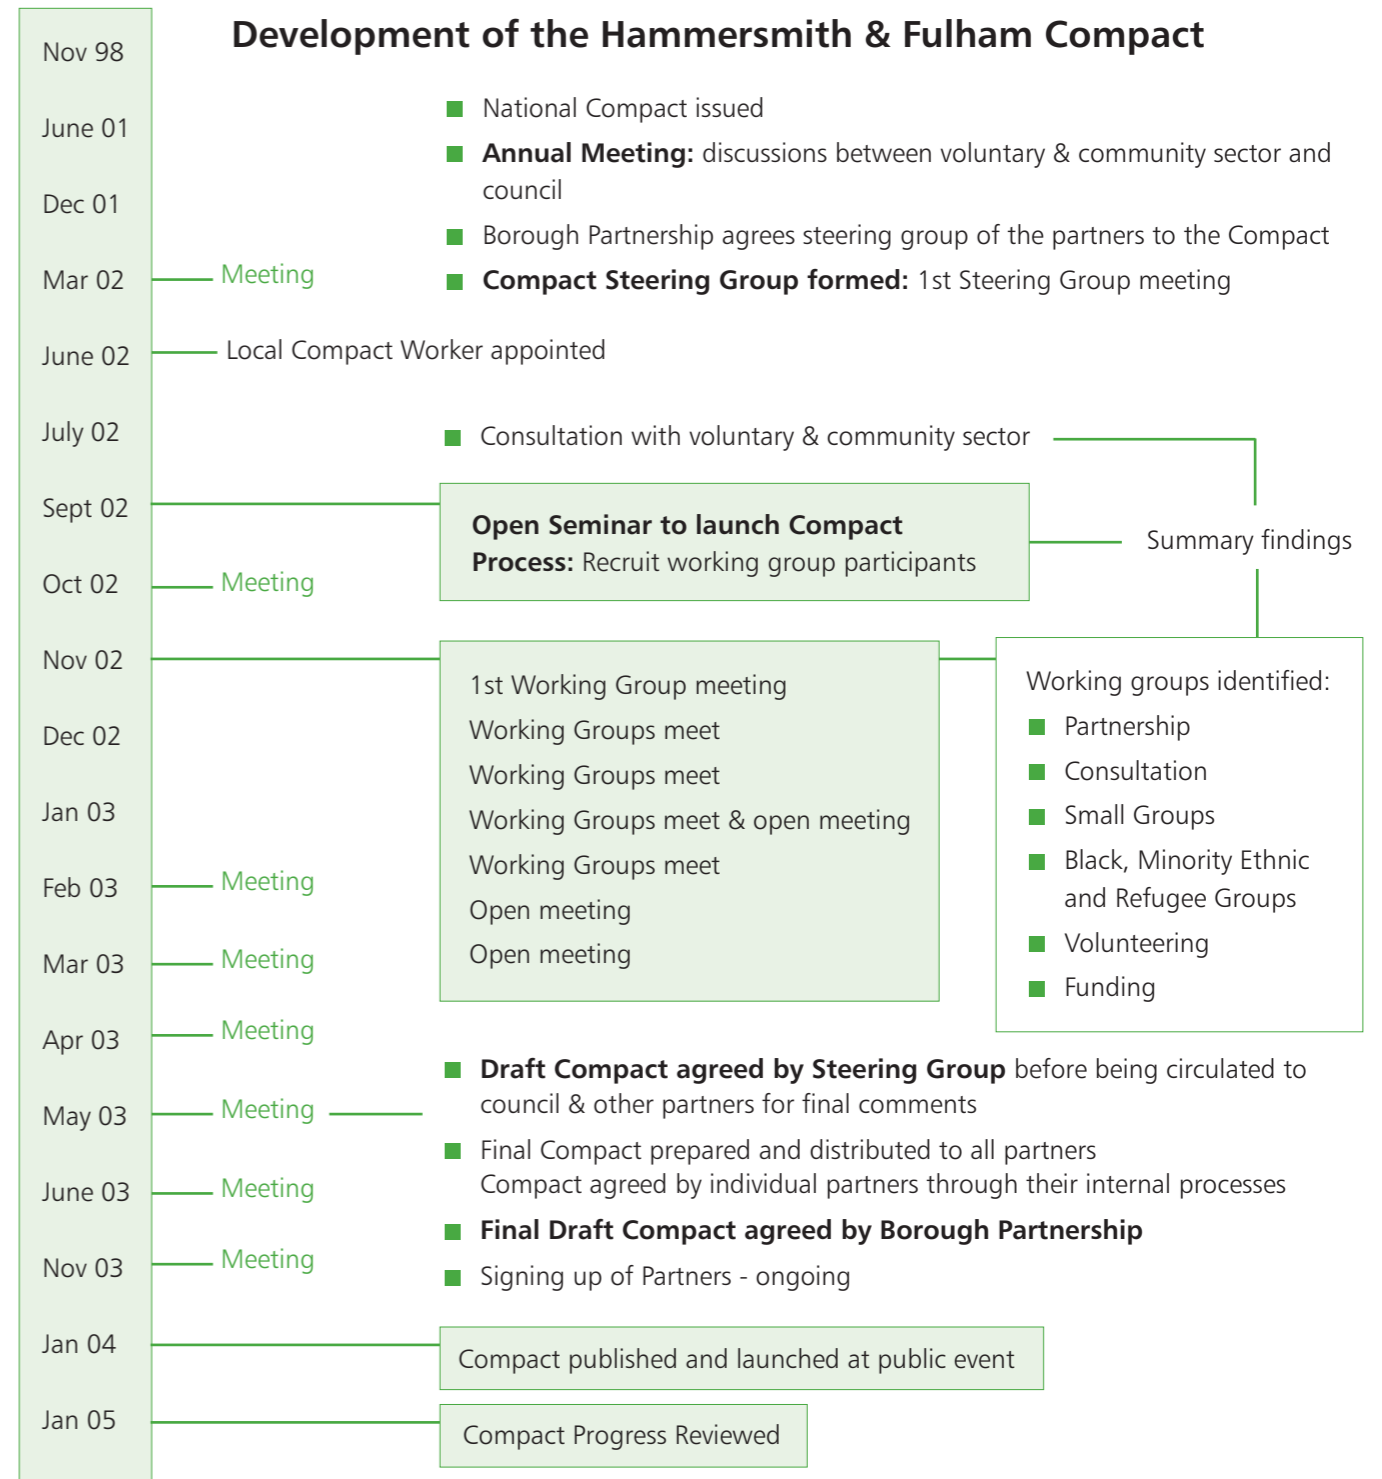 Development of the Hammersmith & Fulham Compact
Nov 98
June 01
Dec 01
Mar 02
June 02
July 02
Sept 02
Oct 02
Nov 02
Dec 02
Jan 03
Feb 03
Mar 03
Apr 03
May 03
June 03
Nov 03
Jan 04
Jan 05
National Compact issued
Annual Meeting: discussions between voluntary & community sector and
council
Borough Partnership agrees steering group of the partners to the Compact
Meeting
Compact Steering Group formed: 1st Steering Group meeting
Local Compact Worker appointed
Consultation with voluntary & community sector
Open Seminar to launch Compact
Process: Recruit working group participants
Summary findings
Meeting
1st Working Group meeting
Working Groups meet
Working Groups meet
Working Groups meet & open meeting
Working Groups meet
Open meeting
Open meeting
Working groups identified:
Partnership
Consultation
Small Groups
Black, Minority Ethnic
and Refugee Groups
Volunteering
Funding
Meeting
Meeting
Meeting
Meeting
Draft Compact agreed by Steering Group before being circulated to
council & other partners for final comments
Final Compact prepared and distributed to all partners
Compact agreed by individual partners through their internal processes
Meeting
Final Draft Compact agreed by Borough Partnership
Meeting
Signing up of Partners - ongoing
Compact published and launched at public event
Compact Progress Reviewed